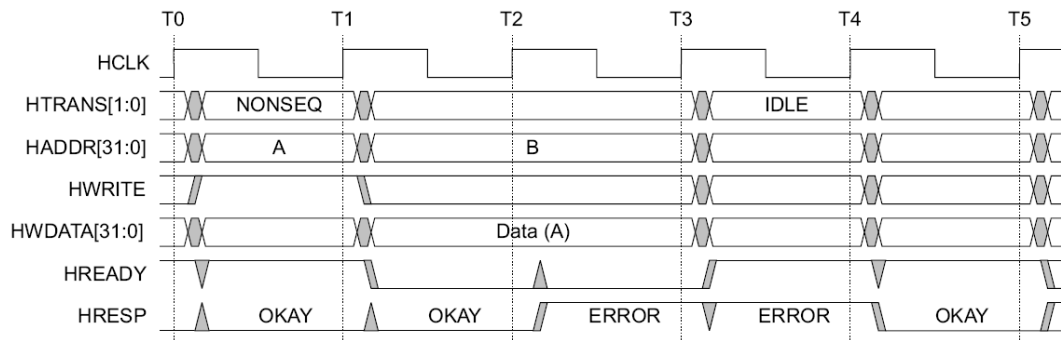 T0 T1 T2 T3 T4 T5
HCLK
HTRANS[1:0] NONSEQ IDLE
HADDR[31:0] A B
HWRITE
HWDATA[31:0] Data (A)
HREADY
HRESP OKAY OKAY ERROR ERROR OKAY